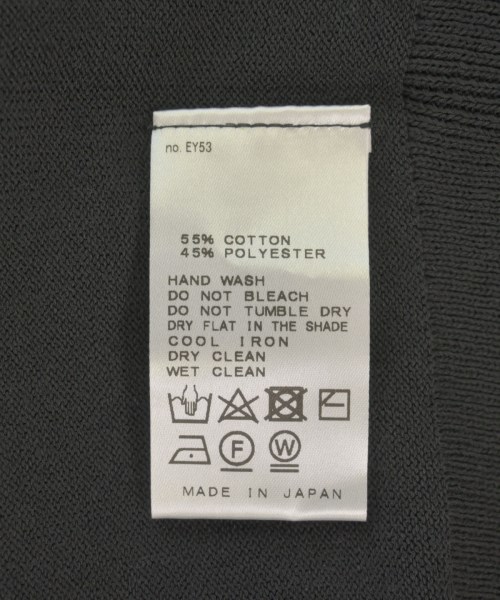 no. EY53
55% COTTON
45% POLYESTER
HAND WASH
DO NOT BLEACH
DO NOT TUMBLE DRY
DRY FLAT IN THE SHADE
COOL IRON
DRY CLEAN
WET CLEAN
F W
MADE IN JAPAN